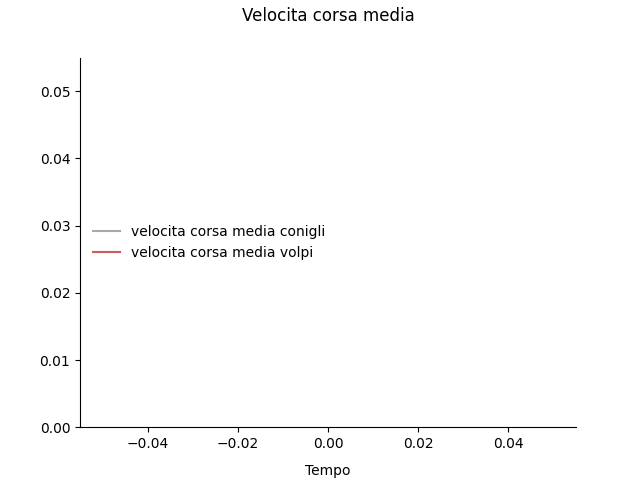 Velocita corsa media
0.05
0.04
0.03
velocita corsa media conigli
velocita corsa media volpi
0.02
0.01
0.00
−0.04 −0.02 0.00 0.02 0.04
Tempo